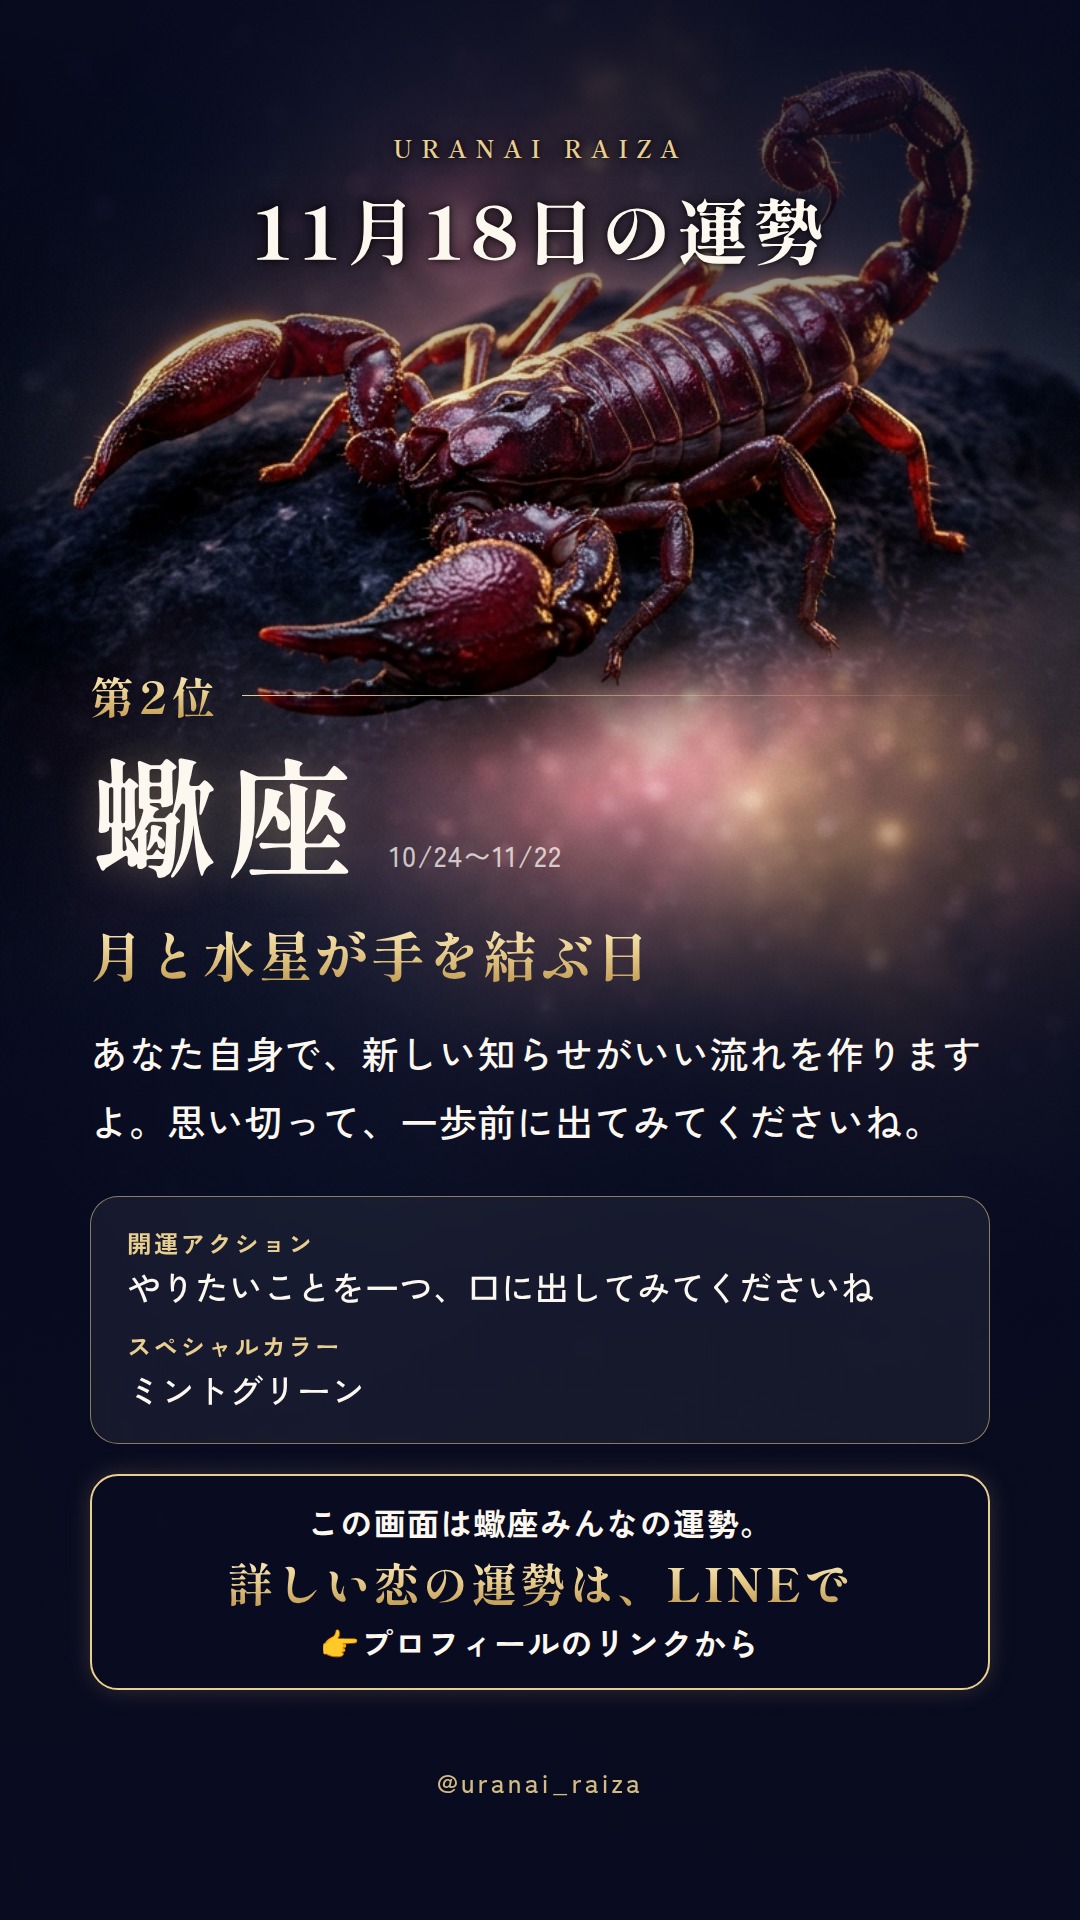 URANAI RAIZA
11月18日の運勢
第2位
蠍座
10/24〜11/22
月と水星が手を結ぶ日
あなた自身で、新しい知らせがいい流れを作ります
よ。思い切って、一歩前に出てみてくださいね。
開運アクション
やりたいことを一つ、口に出してみてくださいね
スペシャルカラー
ミントグリーン
この画面は蠍座みんなの運勢。
詳しい恋の運勢は、LINEで
👉プロフィールのリンクから
@uranai_raiza